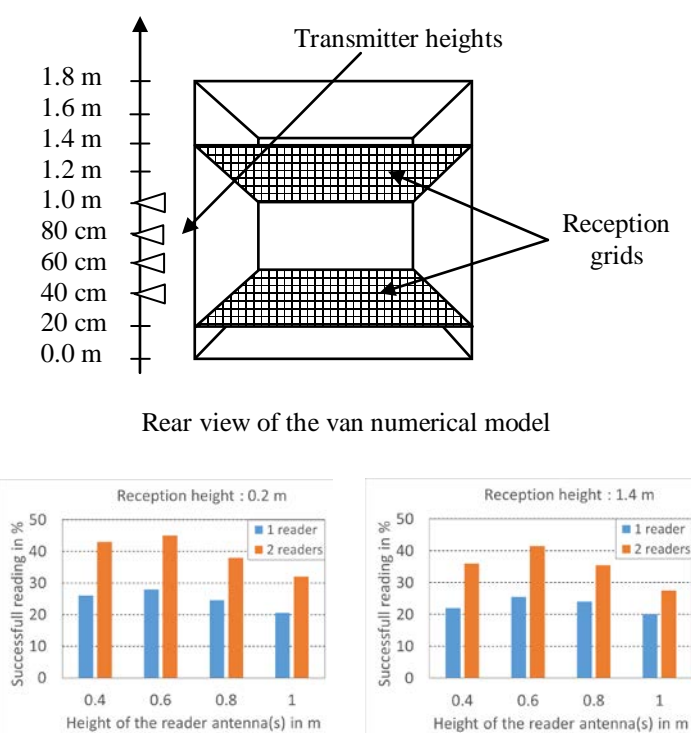 Transmitter heights
1.8 m
1.6 m
1.4 m
1.2 m
1.0 m
80 cm
60 cm
40 cm
20 cm
0.0 m
Reception
grids
Rear view of the van numerical model
Reception height : 0.2 m
Successfull reading in %
50
40
30
20
10
0
1 reader
2 readers
0.4 0.6 0.8 1
Height of the reader antenna(s) in m
Reception height : 1.4 m
Successfull reading in %
50
40
30
20
10
0
1 reader
2 readers
0.4 0.6 0.8 1
Height of the reader antenna(s) in m